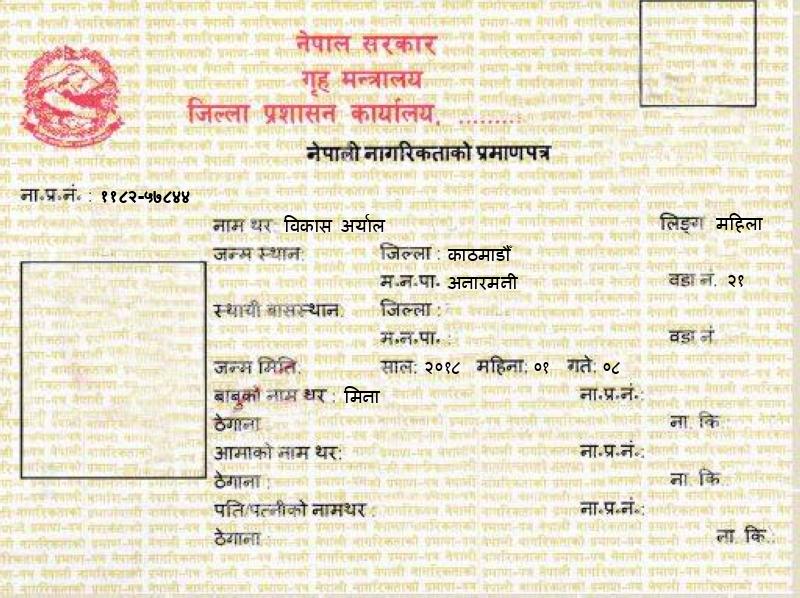 नेपाल सरकार
गृह मन्त्रालय
जिल्ला प्रशासन कार्यालय, .........
नेपाली नागरिकताको प्रमाणपत्र
ना.प्र.नं. : ११८२-५७८४४
नाम थर: विकास अर्याल लिङ्ग महिला
जन्म स्थान: जिल्ला : काठमाडौं
म.न.पा. अनारमनी वडा नं. २१
स्थायी बासस्थान: जिल्ला :
म.न.पा. : वडा नं.
जन्म मिति: साल: २०१८ महिना: ०१ गते: ०८
बाबुको नाम थर : मिना ना.प्र.नं.:
ठेगाना : ना. कि.:
आमाको नाम थर: ना.प्र.नं.:
ठेगाना : ना. कि.
पति/पत्नीको नामथर : ना.प्र.नं.:
ठेगाना : ना. कि.: